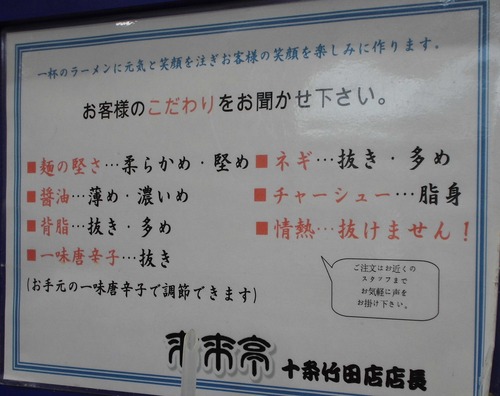 一杯のラーメンに元気と笑顔を注ぎお客様の笑顔を楽しみに作ります。
お客様のこだわりをお聞かせ下さい。
■麺の堅さ…柔らかめ・堅め
■醤油…薄め・濃いめ
■背脂…抜き・多め
■一味唐辛子…抜き
(お手元の一味唐辛子で調節できます)
■ネギ…抜き・多め
■チャーシュー…脂身
■情熱…抜けません!
ご注文はお近くの
スタッフまで
お気軽に声を
お掛け下さい。
来来亭 十条竹田店店長